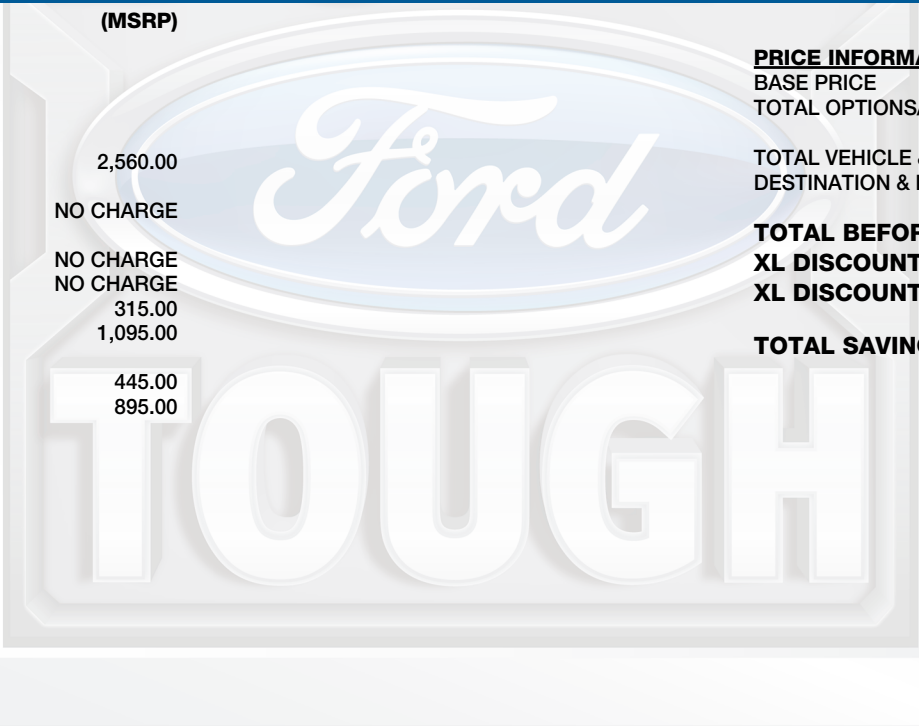 (MSRP)
2,560.00
NO CHARGE
NO CHARGE
NO CHARGE
315.00
1,095.00
445.00
895.00
PRICE INFORMA
BASE PRICE
TOTAL OPTIONS
TOTAL VEHICLE &
DESTINATION &
TOTAL BEFOR
XL DISCOUNT
XL DISCOUNT
TOTAL SAVING
Ford
TOUGH